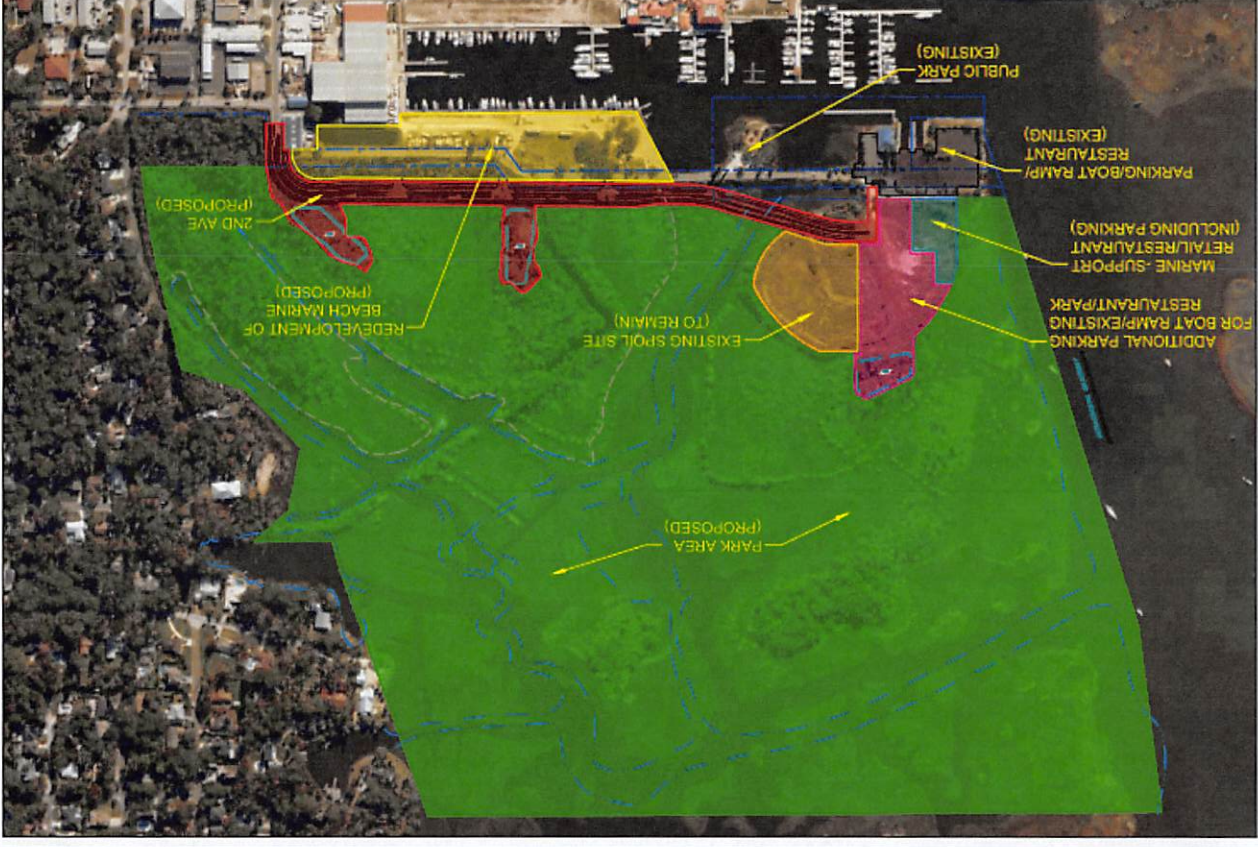 PARK AREA
(PROPOSED)
ADDITIONAL PARKING
FOR BOAT RAMP/EXISTING
RESTAURANT/PARK
EXISTING SPOIL SITE
(TO REMAIN)
REDEVELOPMENT OF
BEACH MARINE
(PROPOSED)
MARINE -SUPPORT
RETAIL/RESTAURANT
(INCLUDING PARKING)
2ND AVE
(PROPOSED)
PARKING/BOAT RAMP/
RESTAURANT
(EXISTING)
PUBLIC PARK
(EXISTING)